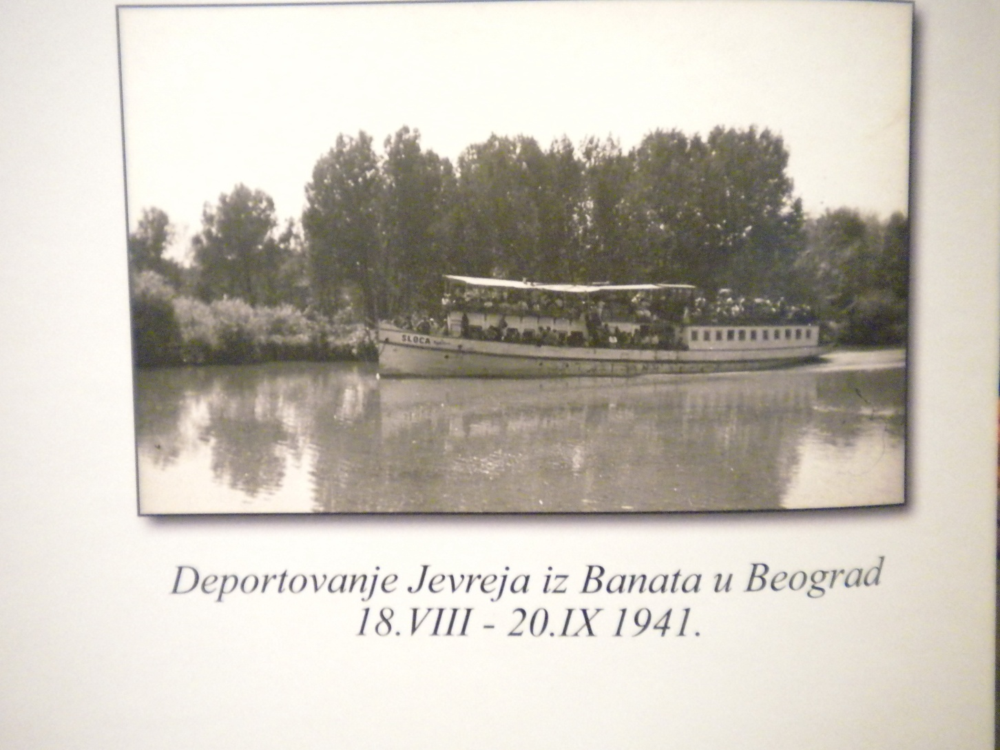 SLOGA
Deportovanje Jevreja iz Banata u Beograd
18.VIII - 20.IX 1941.